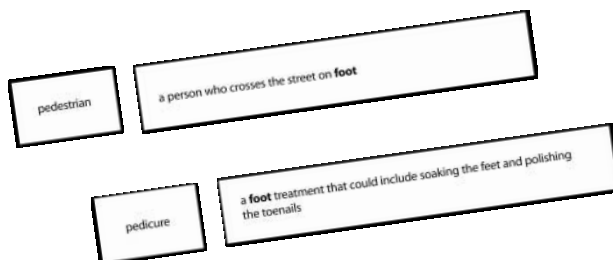 pedestrian
a person who crosses the street on foot
pedicure
a foot treatment that could include soaking the feet and polishing
the toenails